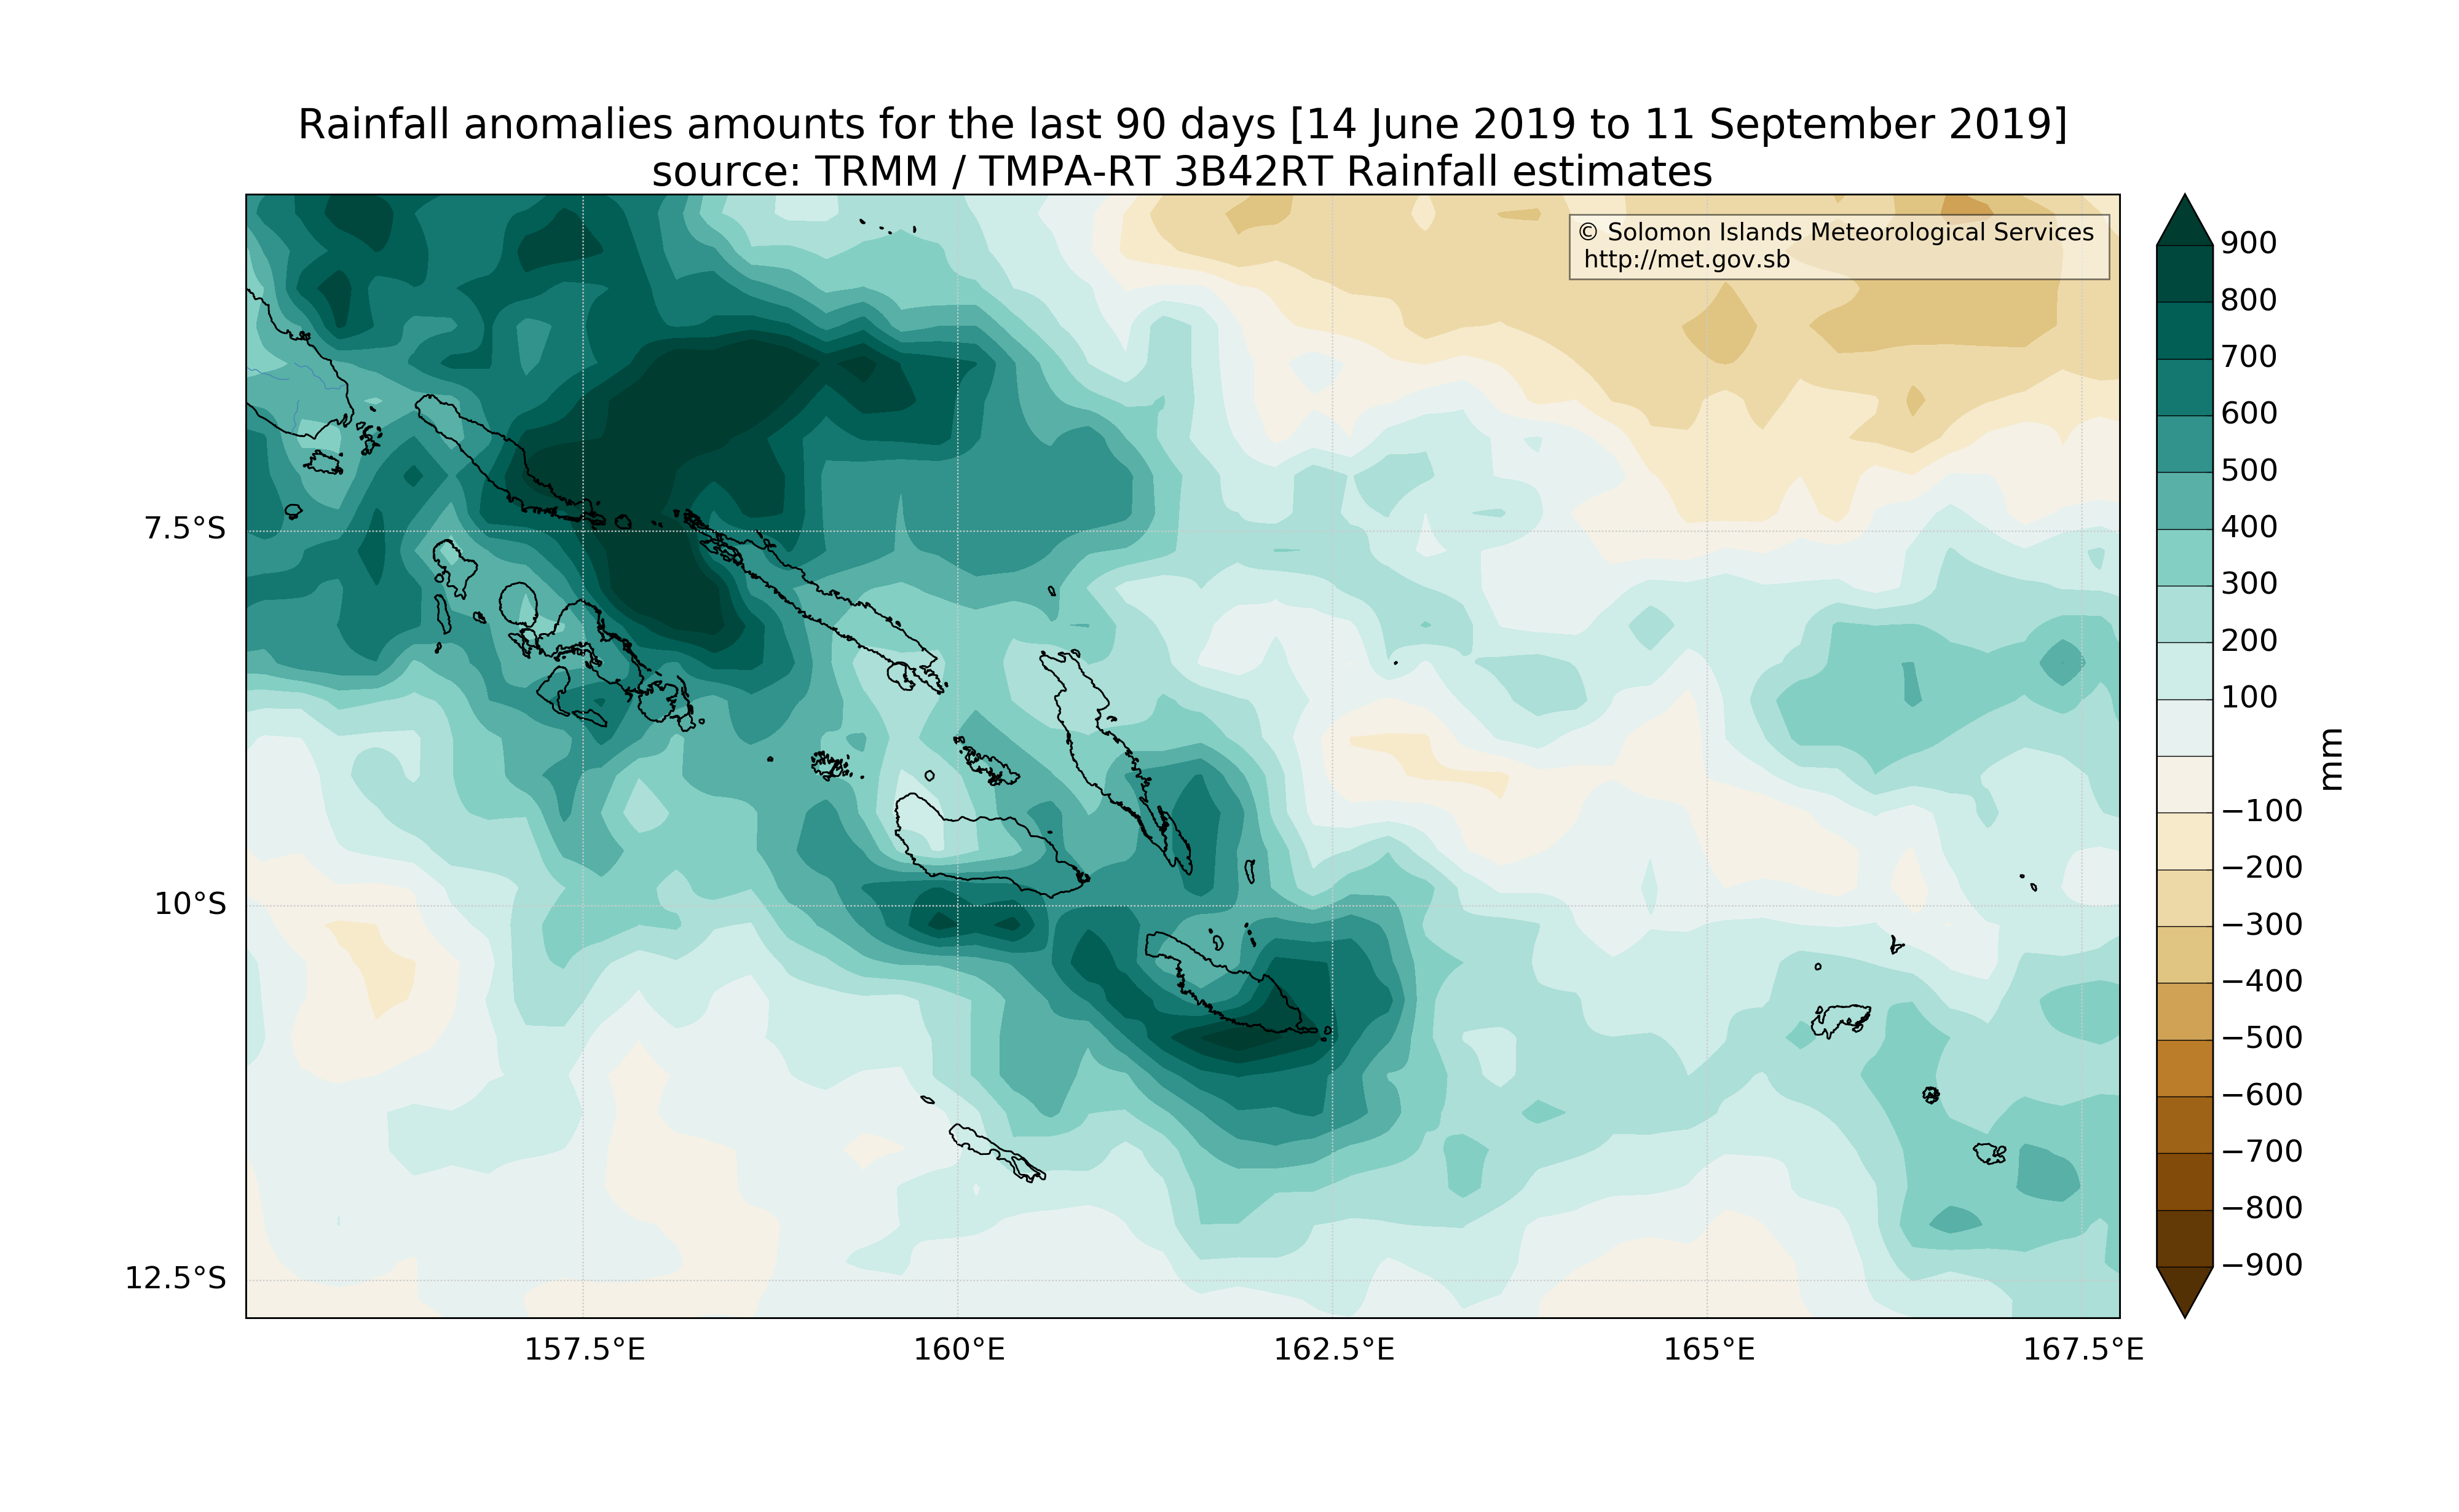 Rainfall anomalies amounts for the last 90 days [14 June 2019 to 11 September 2019]
source: TRMM / TMPA-RT 3B42RT Rainfall estimates
© Solomon Islands Meteorological Services
http://met.gov.sb
7.5°S
10°S
12.5°S
157.5°E
160°E
162.5°E
165°E
167.5°E
900
800
700
600
500
400
300
200
100
−100
−200
−300
−400
−500
−600
−700
−800
−900
mm